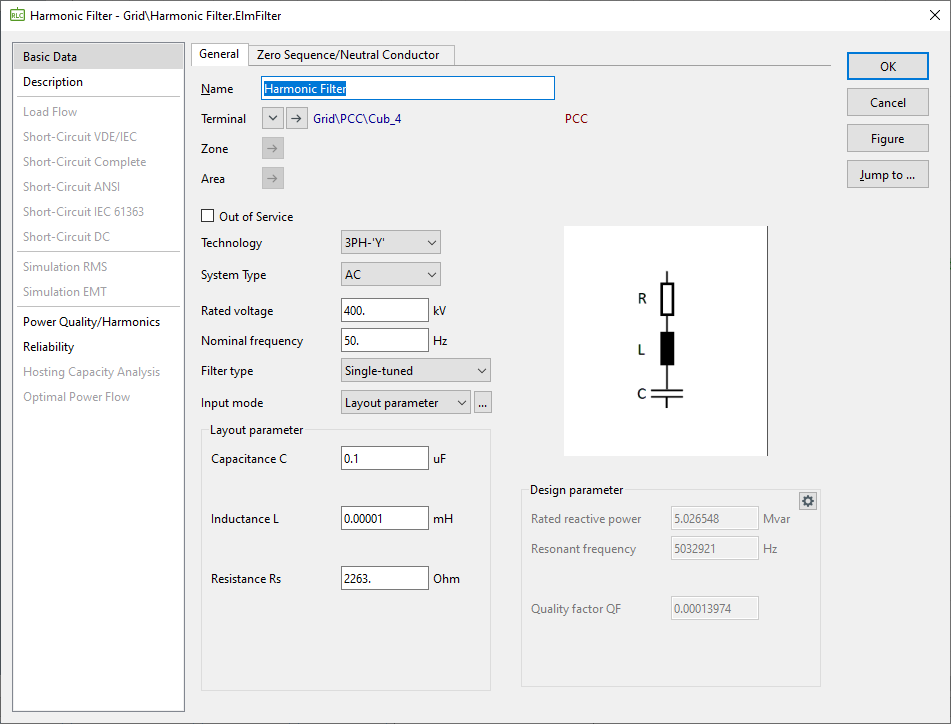 RLC Harmonic Filter - Grid\Harmonic Filter.ElmFilter
Basic Data
Description
Load Flow
Short-Circuit VDE/IEC
Short-Circuit Complete
Short-Circuit ANSI
Short-Circuit IEC 61363
Short-Circuit DC
Simulation RMS
Simulation EMT
Power Quality/Harmonics
Reliability
Hosting Capacity Analysis
Optimal Power Flow
General Zero Sequence/Neutral Conductor
Name Harmonic Filter
Terminal Grid\PCC\Cub_4 PCC
Zone
Area
Out of Service
Technology 3PH-'Y'
System Type AC
Rated voltage 400. kV
Nominal frequency 50. Hz
Filter type Single-tuned
Input mode Layout parameter ...
Layout parameter
Capacitance C 0.1 uF
Inductance L 0.00001 mH
Resistance Rs 2263. Ohm
R
L
C
Design parameter
Rated reactive power 5.026548 Mvar
Resonant frequency 5032921 Hz
Quality factor QF 0.00013974
OK
Cancel
Figure
Jump to ...